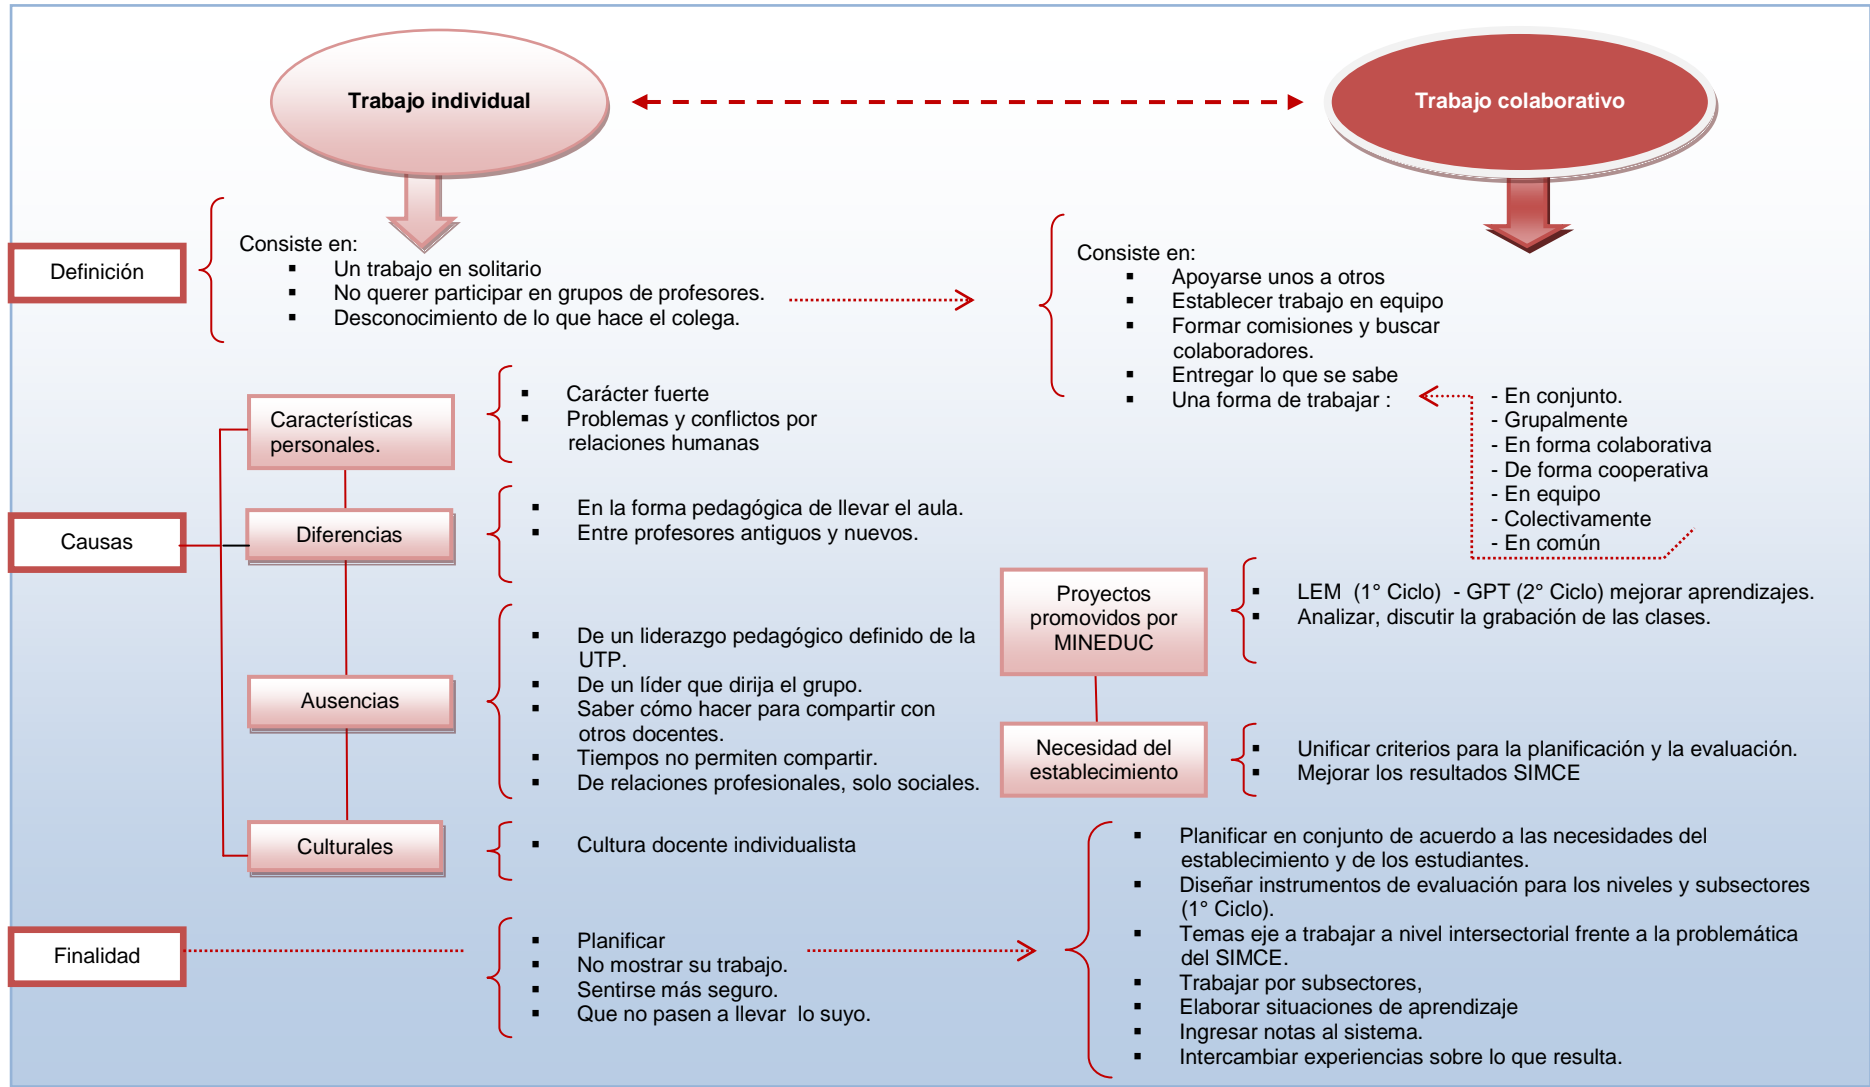 Trabajo individual
Trabajo colaborativo
Definición
Consiste en:
▪ Un trabajo en solitario
▪ No querer participar en grupos de profesores.
▪ Desconocimiento de lo que hace el colega.
Consiste en:
▪ Apoyarse unos a otros
▪ Establecer trabajo en equipo
▪ Formar comisiones y buscar
colaboradores.
▪ Entregar lo que se sabe
▪ Una forma de trabajar :
- En conjunto.
- Grupalmente
- En forma colaborativa
- De forma cooperativa
- En equipo
- Colectivamente
- En común
Causas
Características
personales.
▪ Carácter fuerte
▪ Problemas y conflictos por
relaciones humanas
Diferencias
▪ En la forma pedagógica de llevar el aula.
▪ Entre profesores antiguos y nuevos.
Ausencias
▪ De un liderazgo pedagógico definido de la
UTP.
▪ De un líder que dirija el grupo.
▪ Saber cómo hacer para compartir con
otros docentes.
▪ Tiempos no permiten compartir.
▪ De relaciones profesionales, solo sociales.
Culturales
▪ Cultura docente individualista
Proyectos
promovidos por
MINEDUC
▪ LEM (1° Ciclo) - GPT (2° Ciclo) mejorar aprendizajes.
▪ Analizar, discutir la grabación de las clases.
Necesidad del
establecimiento
▪ Unificar criterios para la planificación y la evaluación.
▪ Mejorar los resultados SIMCE
Finalidad
▪ Planificar
▪ No mostrar su trabajo.
▪ Sentirse más seguro.
▪ Que no pasen a llevar lo suyo.
▪ Planificar en conjunto de acuerdo a las necesidades del
establecimiento y de los estudiantes.
▪ Diseñar instrumentos de evaluación para los niveles y subsectores
(1° Ciclo).
▪ Temas eje a trabajar a nivel intersectorial frente a la problemática
del SIMCE.
▪ Trabajar por subsectores,
▪ Elaborar situaciones de aprendizaje
▪ Ingresar notas al sistema.
▪ Intercambiar experiencias sobre lo que resulta.